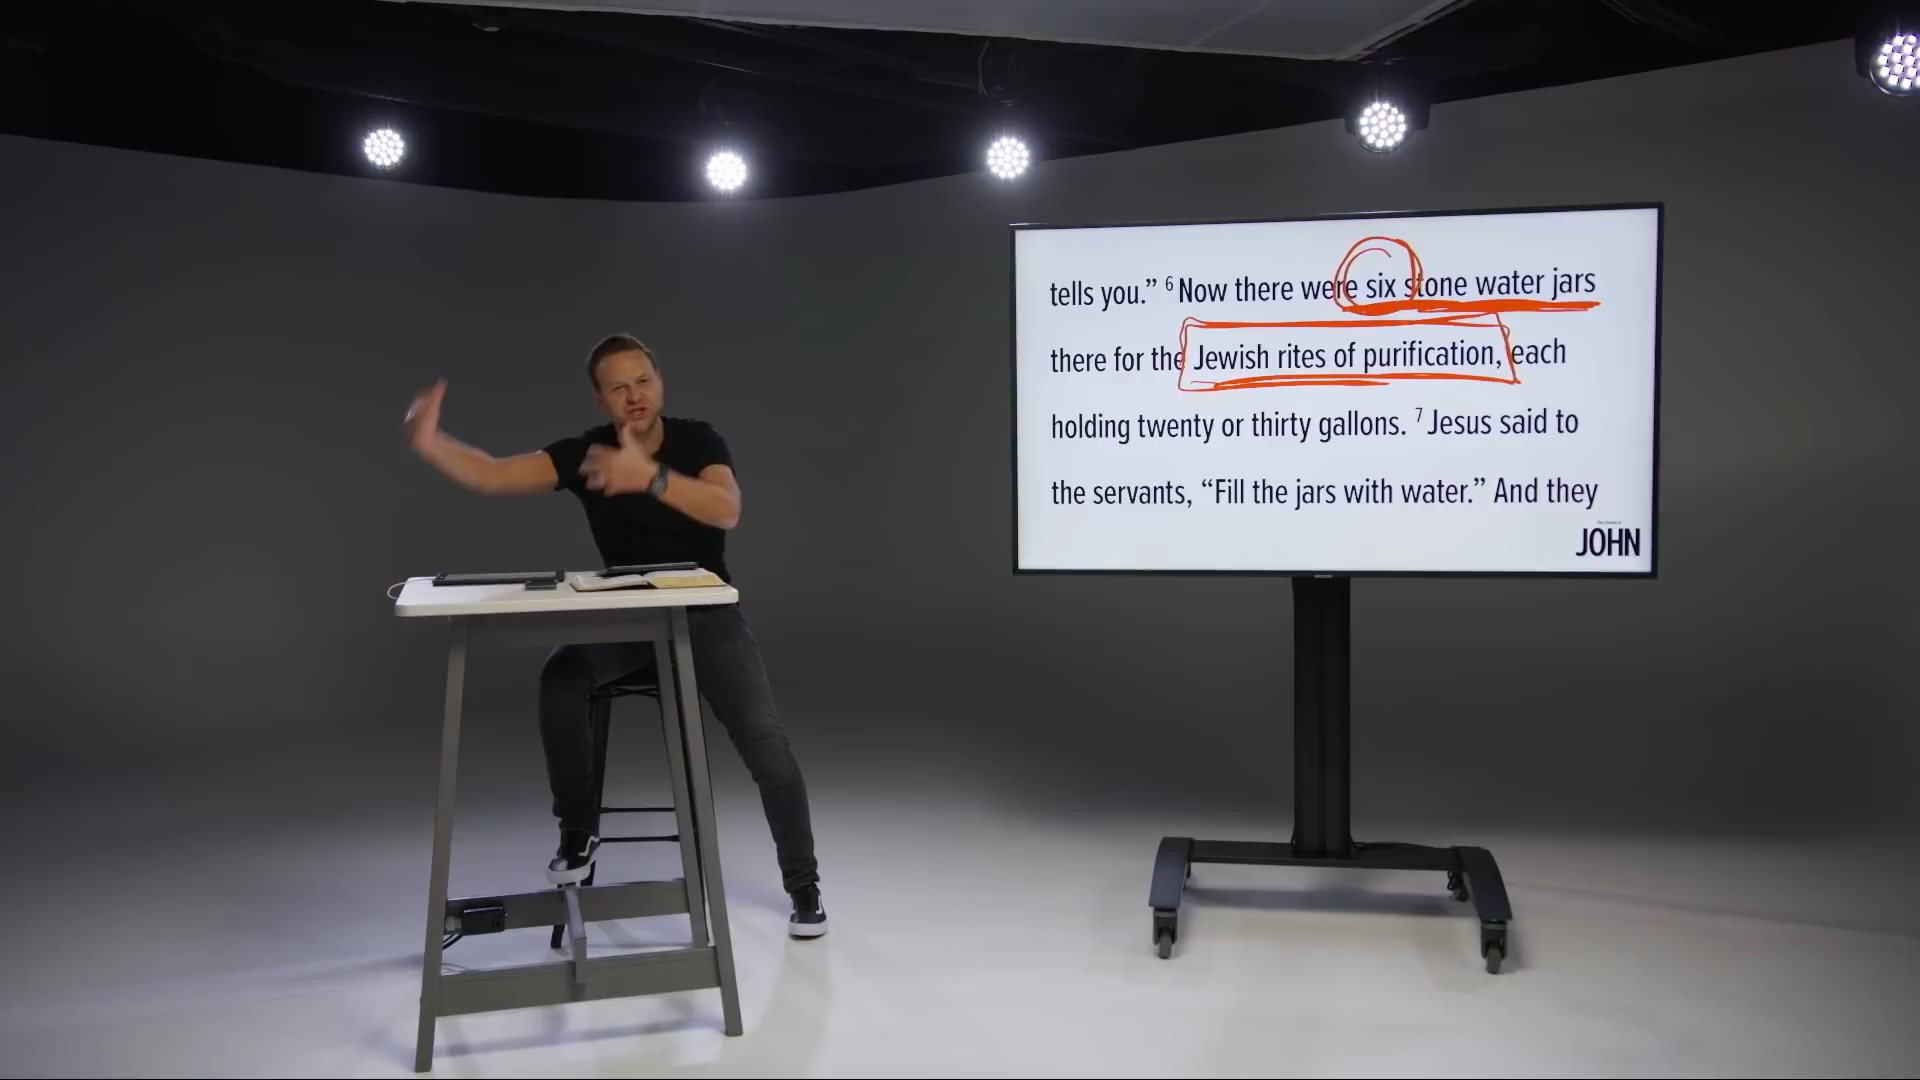 tells you.” ⁶ Now there were six stone water jars
there for the Jewish rites of purification, each
holding twenty or thirty gallons. ⁷ Jesus said to
the servants, “Fill the jars with water.” And they
JOHN